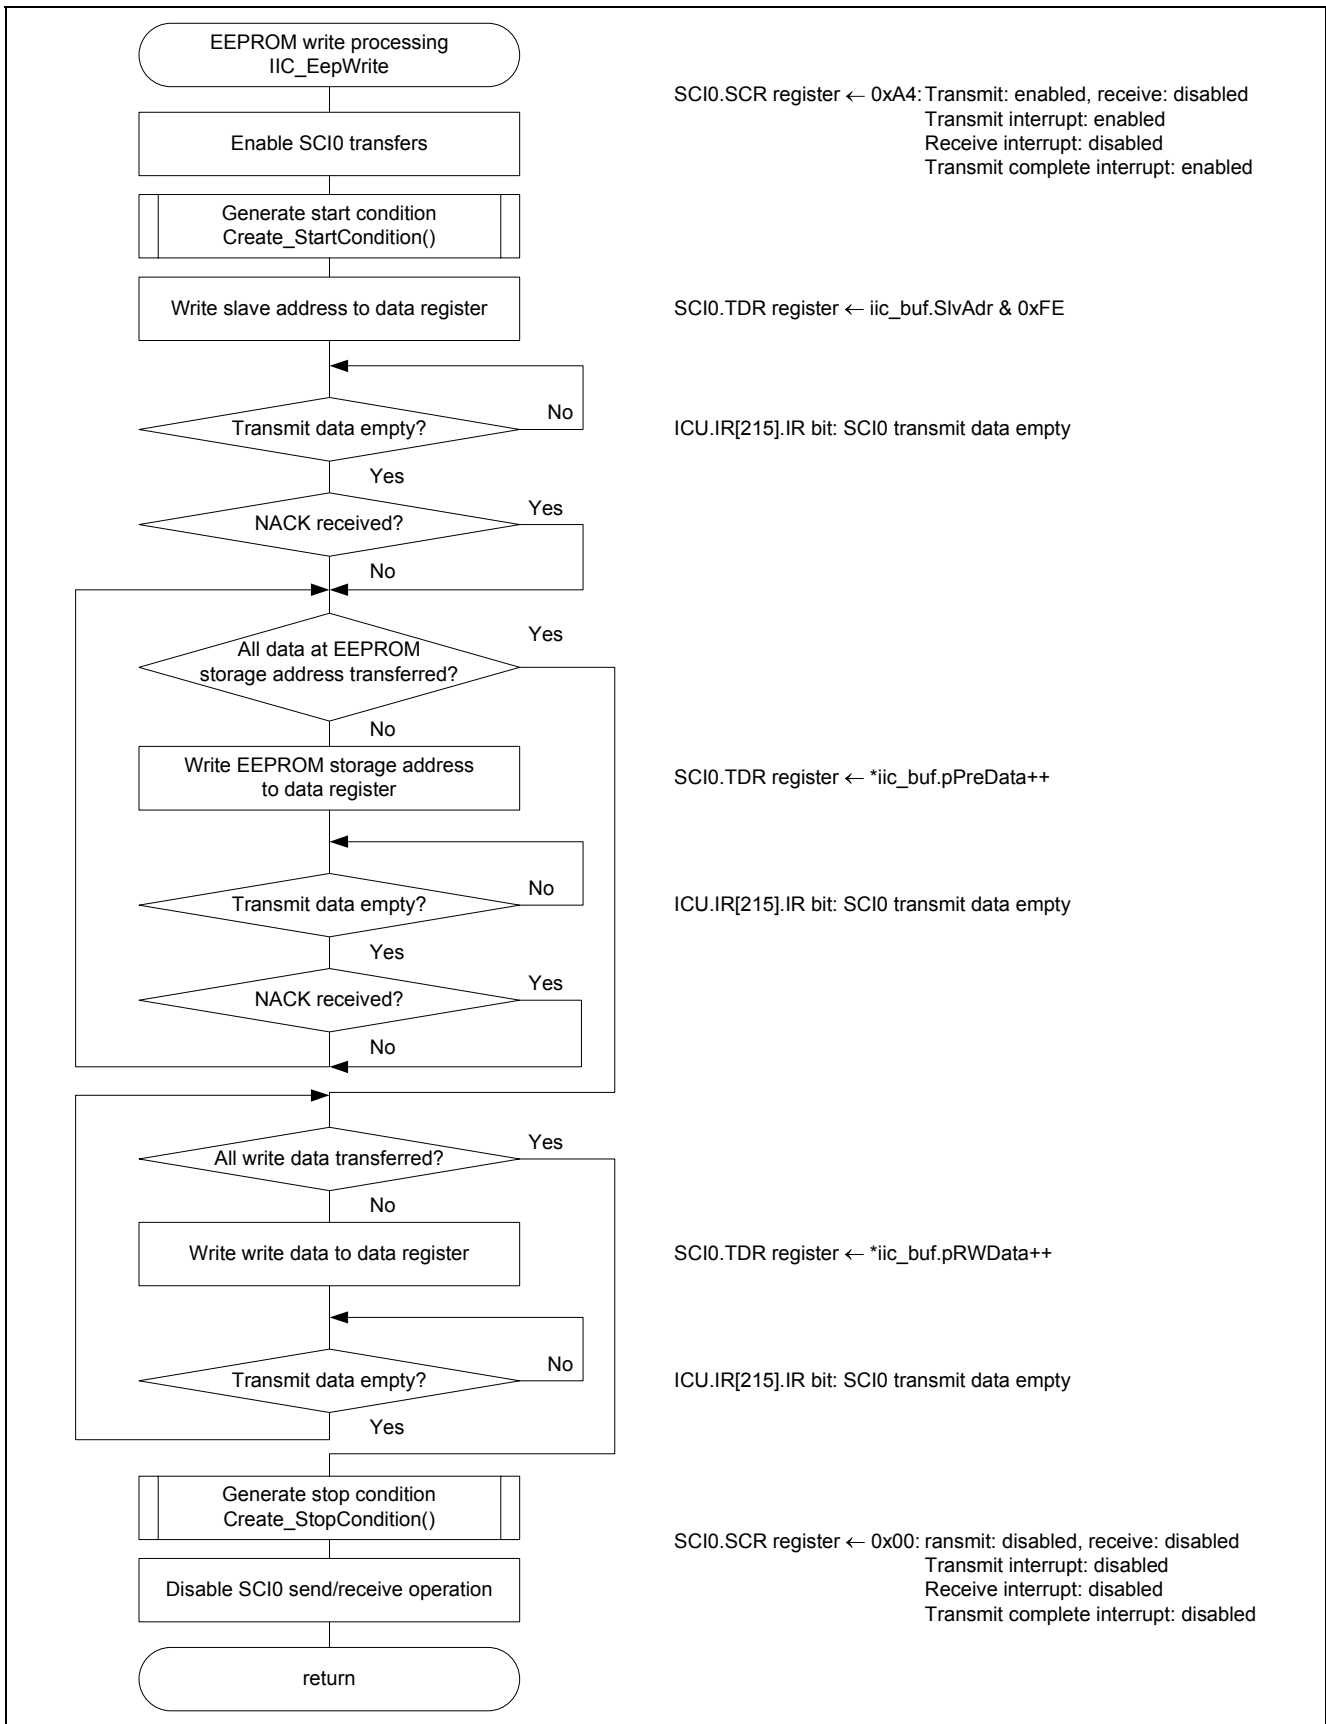 EEPROM write processing
IIC_EepWrite
SCI0.SCR register ← 0xA4: Transmit: enabled, receive: disabled
Transmit interrupt: enabled
Receive interrupt: disabled
Transmit complete interrupt: enabled
Enable SCI0 transfers
Generate start condition
Create_StartCondition()
Write slave address to data register
SCI0.TDR register ← iic_buf.SlvAdr & 0xFE
No
Transmit data empty?
ICU.IR[215].IR bit: SCI0 transmit data empty
Yes
Yes
NACK received?
No
Yes
All data at EEPROM
storage address transferred?
No
Write EEPROM storage address
to data register
SCI0.TDR register ← *iic_buf.pPreData++
No
Transmit data empty?
ICU.IR[215].IR bit: SCI0 transmit data empty
Yes
Yes
NACK received?
No
Yes
All write data transferred?
No
Write write data to data register
SCI0.TDR register ← *iic_buf.pRWData++
No
Transmit data empty?
ICU.IR[215].IR bit: SCI0 transmit data empty
Yes
Generate stop condition
Create_StopCondition()
SCI0.SCR register ← 0x00: ransmit: disabled, receive: disabled
Transmit interrupt: disabled
Receive interrupt: disabled
Transmit complete interrupt: disabled
Disable SCI0 send/receive operation
return